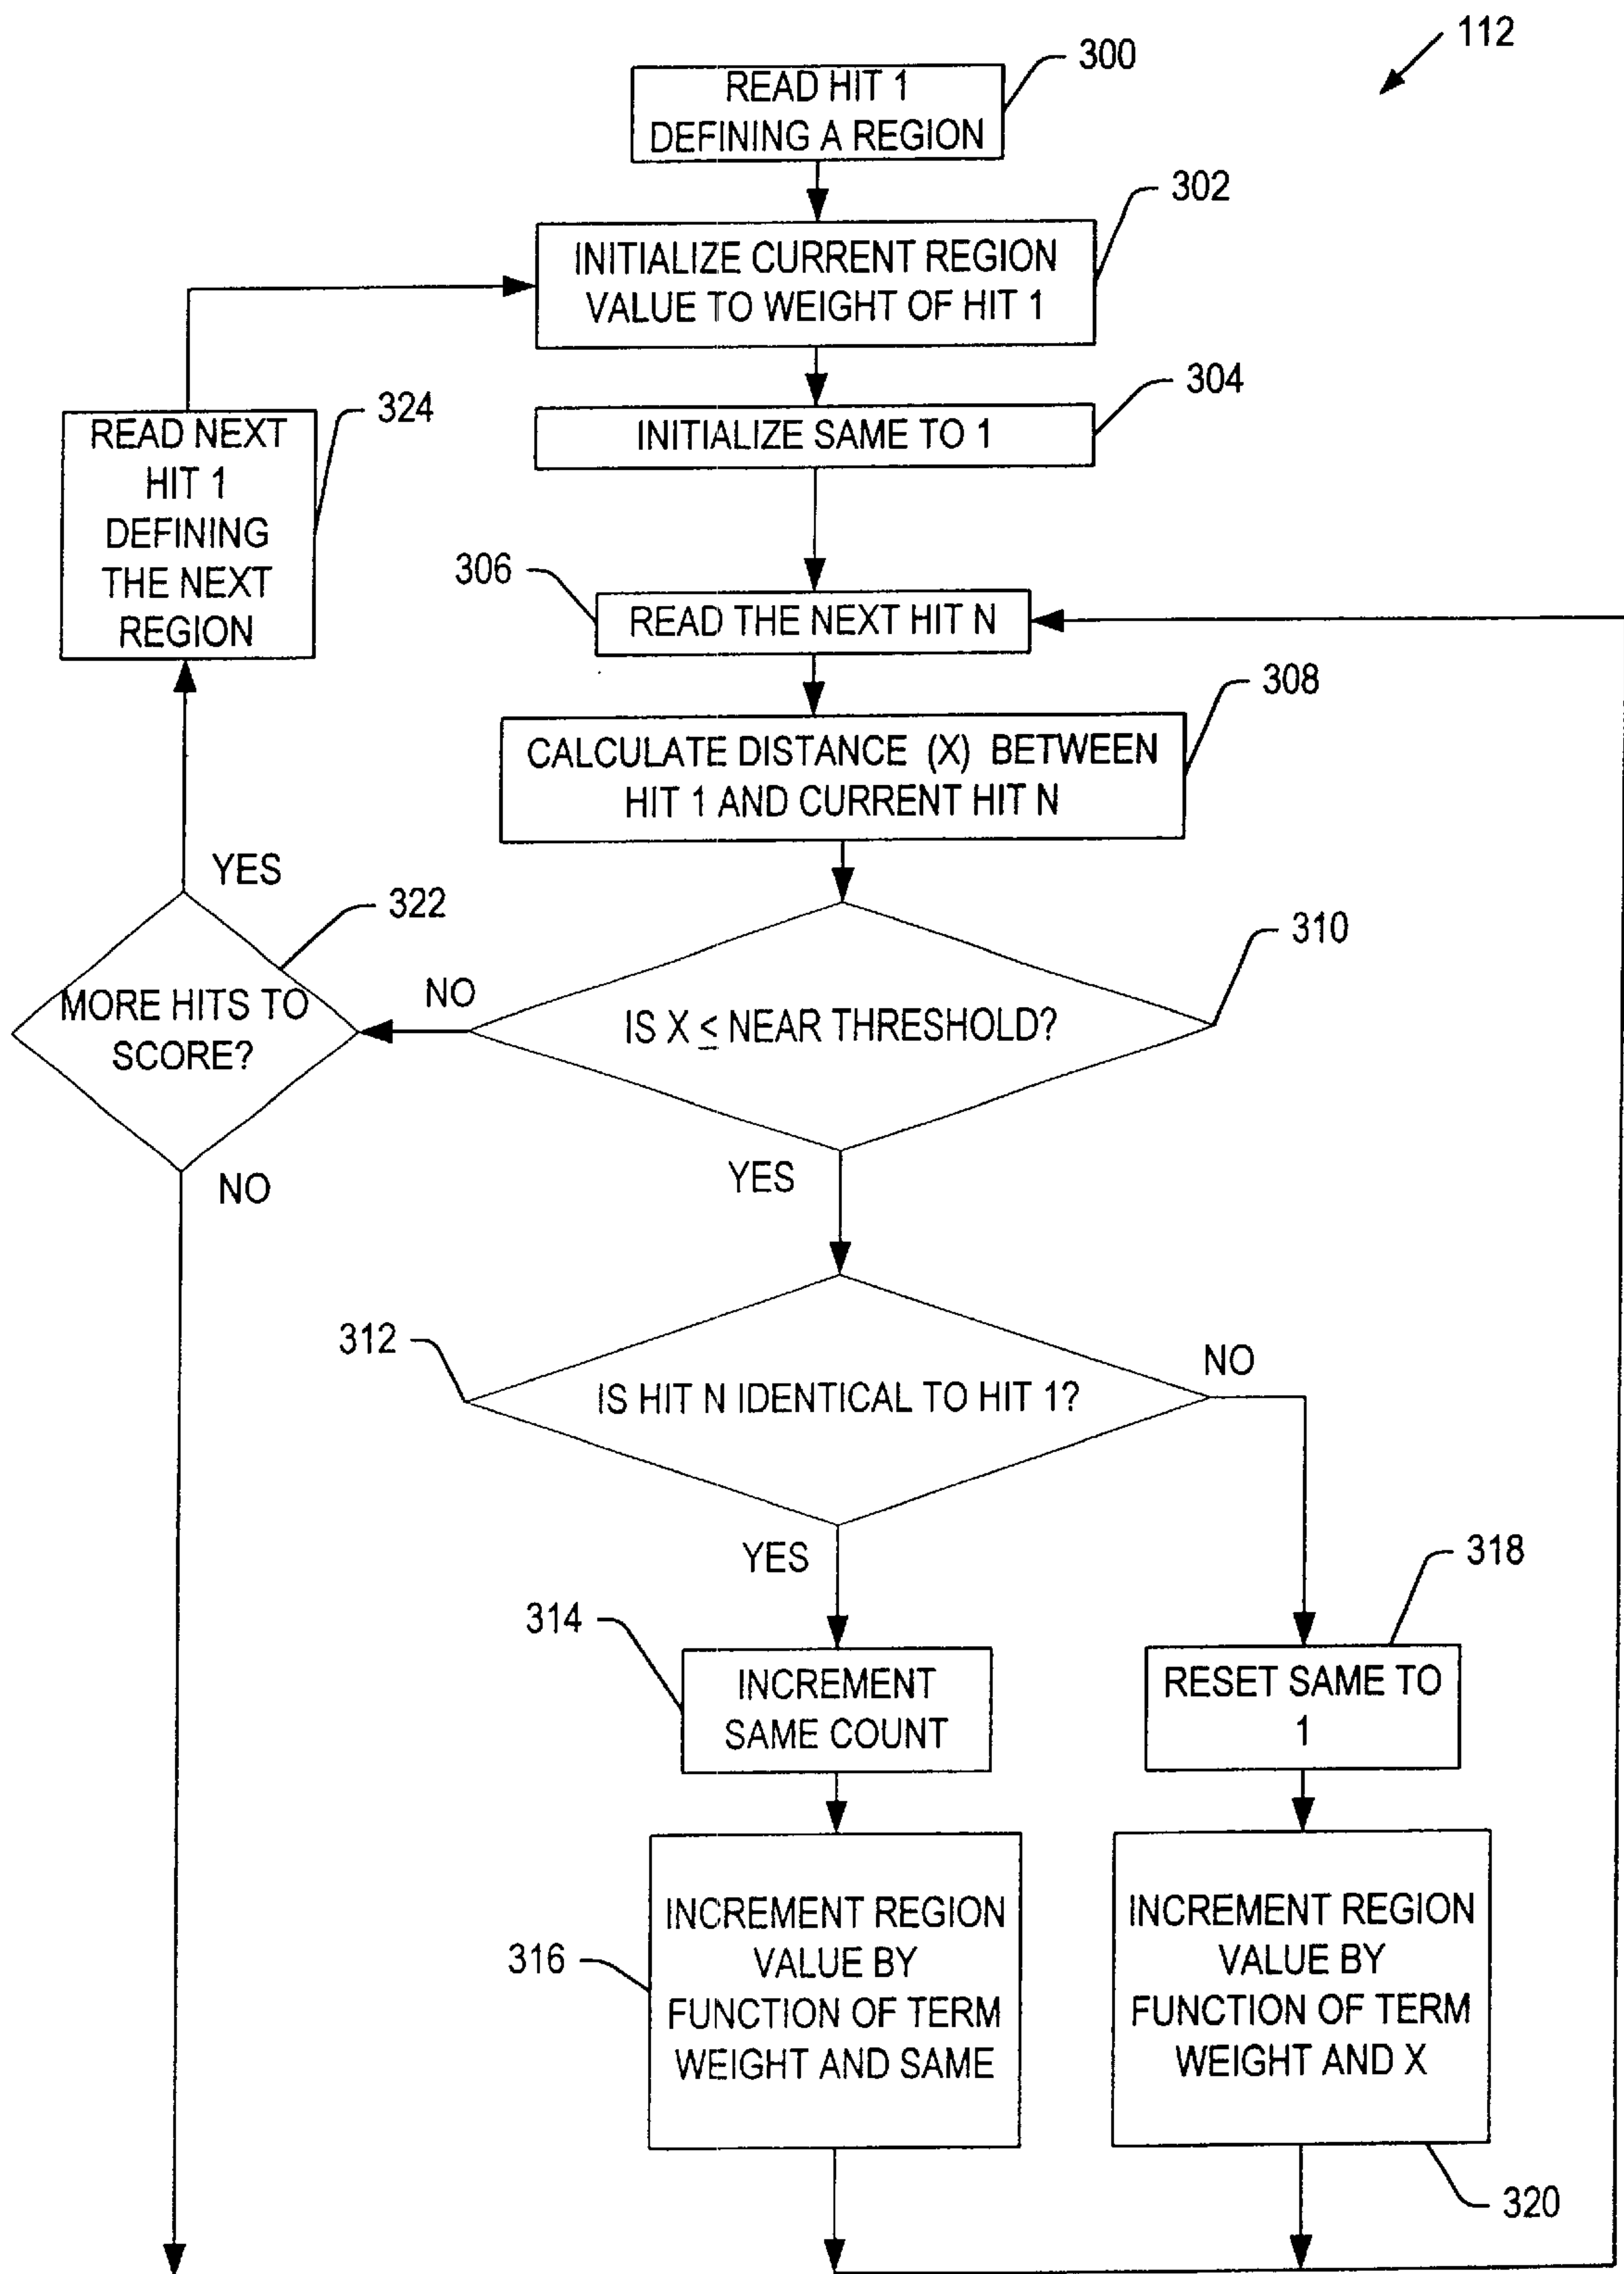 112
300
READ HIT 1
DEFINING A REGION
302
INITIALIZE CURRENT REGION
VALUE TO WEIGHT OF HIT 1
304
INITIALIZE SAME TO 1
324
READ NEXT
HIT 1
DEFINING
THE NEXT
REGION
306
READ THE NEXT HIT N
308
CALCULATE DISTANCE (X) BETWEEN
HIT 1 AND CURRENT HIT N
YES
322
MORE HITS TO
SCORE?
NO
NO
310
IS X ≤ NEAR THRESHOLD?
YES
312
IS HIT N IDENTICAL TO HIT 1?
NO
YES
314
INCREMENT
SAME COUNT
318
RESET SAME TO
1
316
INCREMENT REGION
VALUE BY
FUNCTION OF TERM
WEIGHT AND SAME
INCREMENT REGION
VALUE BY
FUNCTION OF TERM
WEIGHT AND X
320